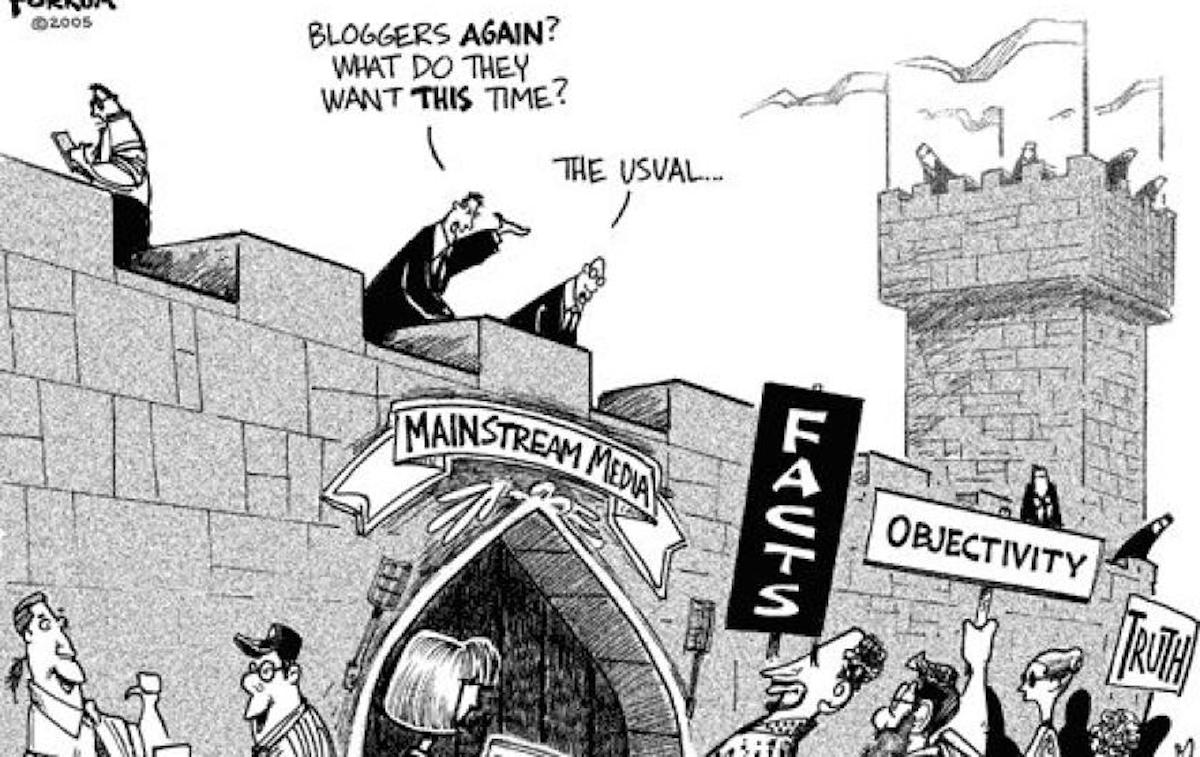 ©2005
BLOGGERS AGAIN?
WHAT DO THEY
WANT THIS TIME?
THE USUAL...
MAINSTREAM MEDIA
FACTS
OBJECTIVITY
TRUTH